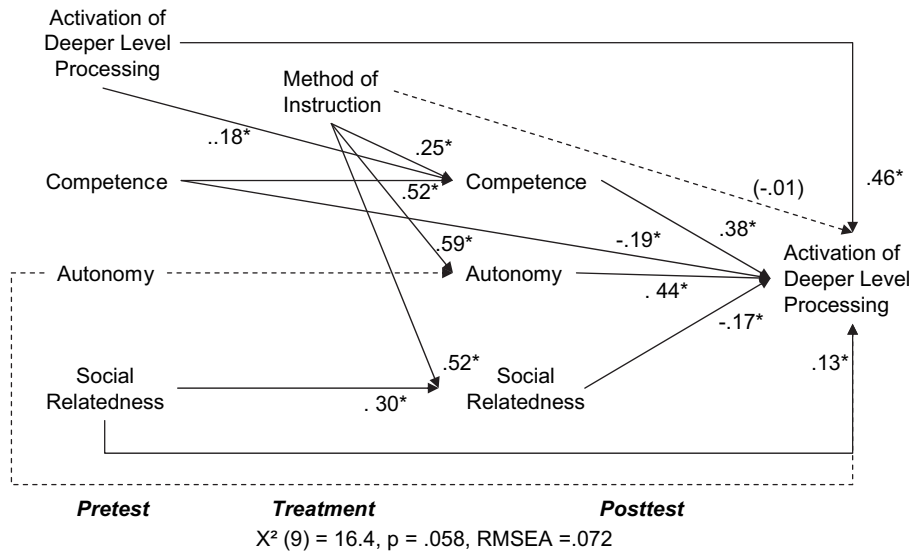 Activation of
Deeper Level
Processing
Method of
Instruction
..18*
.25*
Competence
.52*
Competence
(-.01)
.46*
.38*
-.19*
.59*
Autonomy
Autonomy
. 44*
Activation of
Deeper Level
Processing
-.17*
.52*
.13*
Social
Relatedness
. 30*
Social
Relatedness
Pretest
Treatment
Posttest
X² (9) = 16.4, p = .058, RMSEA =.072